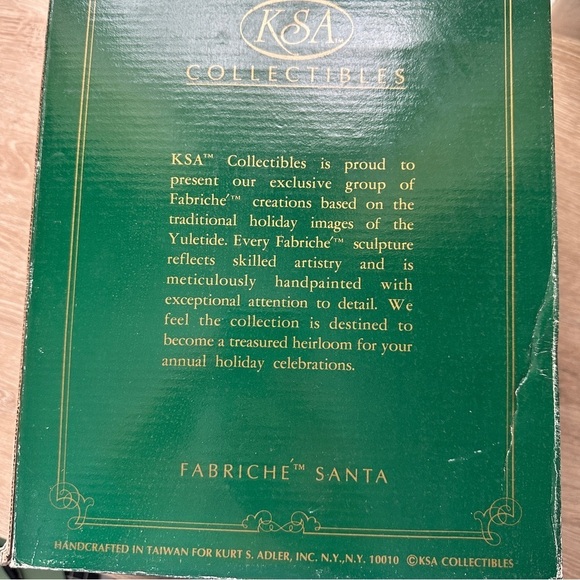 KSA
COLLECTIBLES
KSA™ Collectibles is proud to
present our exclusive group of
Fabriché™ creations based on the
traditional holiday images of the
Yuletide. Every Fabriché™ sculpture
reflects skilled artistry and is
meticulously handpainted with
exceptional attention to detail. We
feel the collection is destined to
become a treasured heirloom for your
annual holiday celebrations.
FABRICHÉ™ SANTA
HANDCRAFTED IN TAIWAN FOR KURT S. ADLER, INC. N.Y.,N.Y. 10010 ©KSA COLLECTIBLES